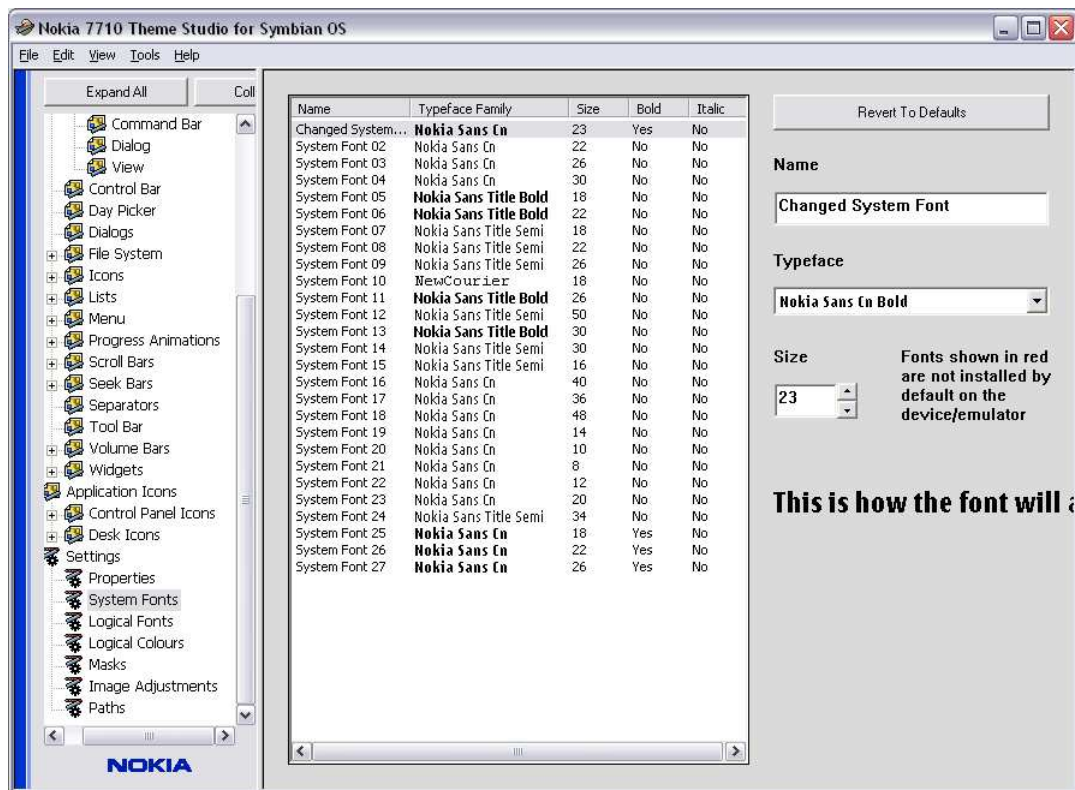 Nokia 7710 Theme Studio for Symbian OS
File Edit View Tools Help
Expand All Coll
Command Bar
Dialog
View
Control Bar
Day Picker
Dialogs
File System
Icons
Lists
Menu
Progress Animations
Scroll Bars
Seek Bars
Separators
Tool Bar
Volume Bars
Widgets
Application Icons
Control Panel Icons
Desk Icons
Settings
Properties
System Fonts
Logical Fonts
Logical Colours
Masks
Image Adjustments
Paths
NOKIA
Name Typeface Family Size Bold Italic
Changed System... Nokia Sans Cn 23 Yes No
System Font 02 Nokia Sans Cn 22 No No
System Font 03 Nokia Sans Cn 26 No No
System Font 04 Nokia Sans Cn 30 No No
System Font 05 Nokia Sans Title Bold 18 No No
System Font 06 Nokia Sans Title Bold 22 No No
System Font 07 Nokia Sans Title Semi 18 No No
System Font 08 Nokia Sans Title Semi 22 No No
System Font 09 Nokia Sans Title Semi 26 No No
System Font 10 NewCourier 18 No No
System Font 11 Nokia Sans Title Bold 26 No No
System Font 12 Nokia Sans Title Semi 50 No No
System Font 13 Nokia Sans Title Bold 30 No No
System Font 14 Nokia Sans Title Semi 30 No No
System Font 15 Nokia Sans Title Semi 16 No No
System Font 16 Nokia Sans Cn 40 No No
System Font 17 Nokia Sans Cn 36 No No
System Font 18 Nokia Sans Cn 48 No No
System Font 19 Nokia Sans Cn 14 No No
System Font 20 Nokia Sans Cn 10 No No
System Font 21 Nokia Sans Cn 8 No No
System Font 22 Nokia Sans Cn 12 No No
System Font 23 Nokia Sans Cn 20 No No
System Font 24 Nokia Sans Title Semi 34 No No
System Font 25 Nokia Sans Cn 18 Yes No
System Font 26 Nokia Sans Cn 22 Yes No
System Font 27 Nokia Sans Cn 26 Yes No
Revert To Defaults
Name
Changed System Font
Typeface
Nokia Sans Cn Bold
Size
23
Fonts shown in red
are not installed by
default on the
device/emulator
This is how the font will a